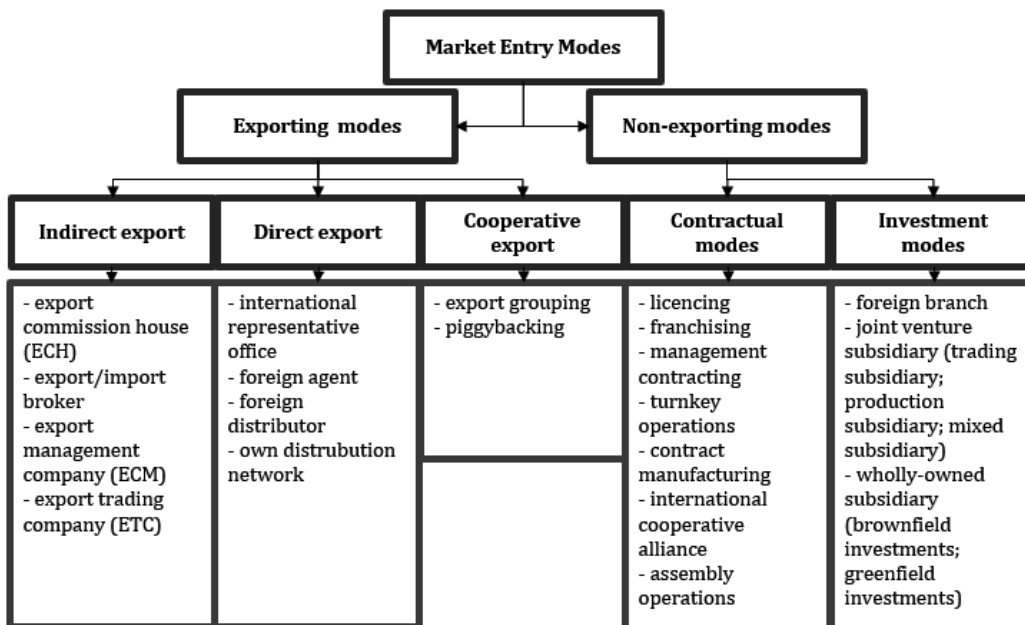 Market Entry Modes
Exporting modes
Non-exporting modes
Indirect export
Direct export
Cooperative
export
Contractual
modes
Investment
modes
- export
commission house
(ECH)
- export/import
broker
- export
management
company (ECM)
- export trading
company (ETC)
- international
representative
office
- foreign agent
- foreign
distributor
- own distrubution
network
- export grouping
- piggybacking
- licencing
- franchising
- management
contracting
- turnkey
operations
- contract
manufacturing
- international
cooperative
alliance
- assembly
operations
- foreign branch
- joint venture
subsidiary (trading
subsidiary;
production
subsidiary; mixed
subsidiary)
- wholly-owned
subsidiary
(brownfield
investments;
greenfield
investments)